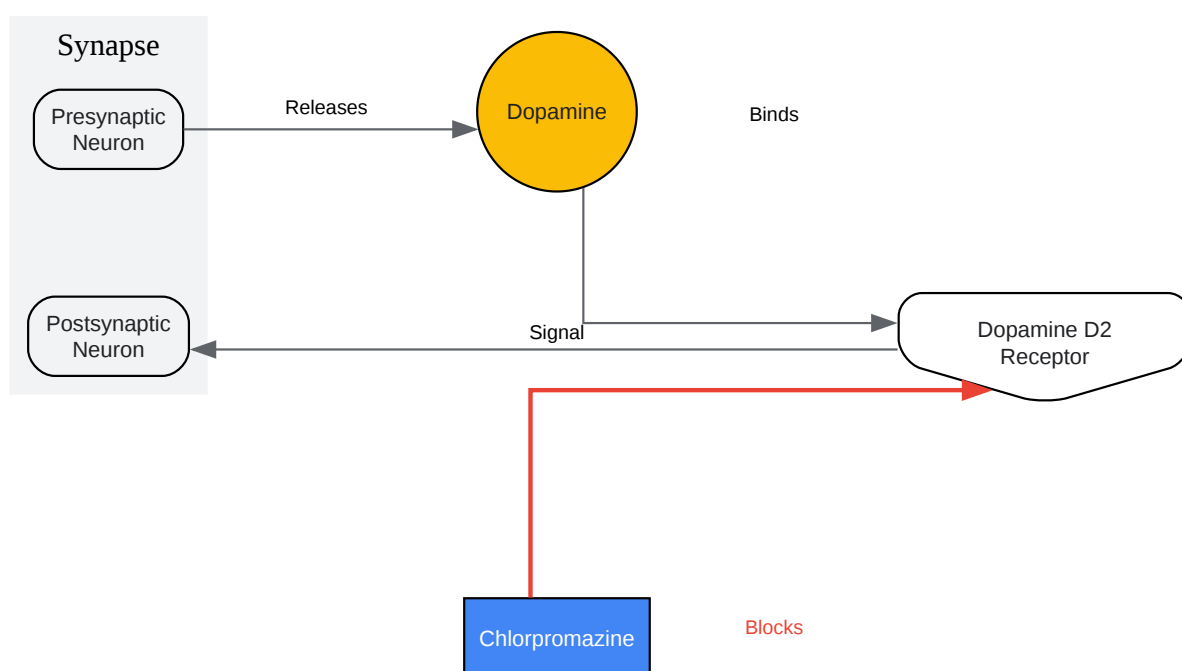 Synapse
Presynaptic
Neuron
Releases
Dopamine
Binds
Postsynaptic
Neuron
Signal
Dopamine D2
Receptor
Chlorpromazine
Blocks